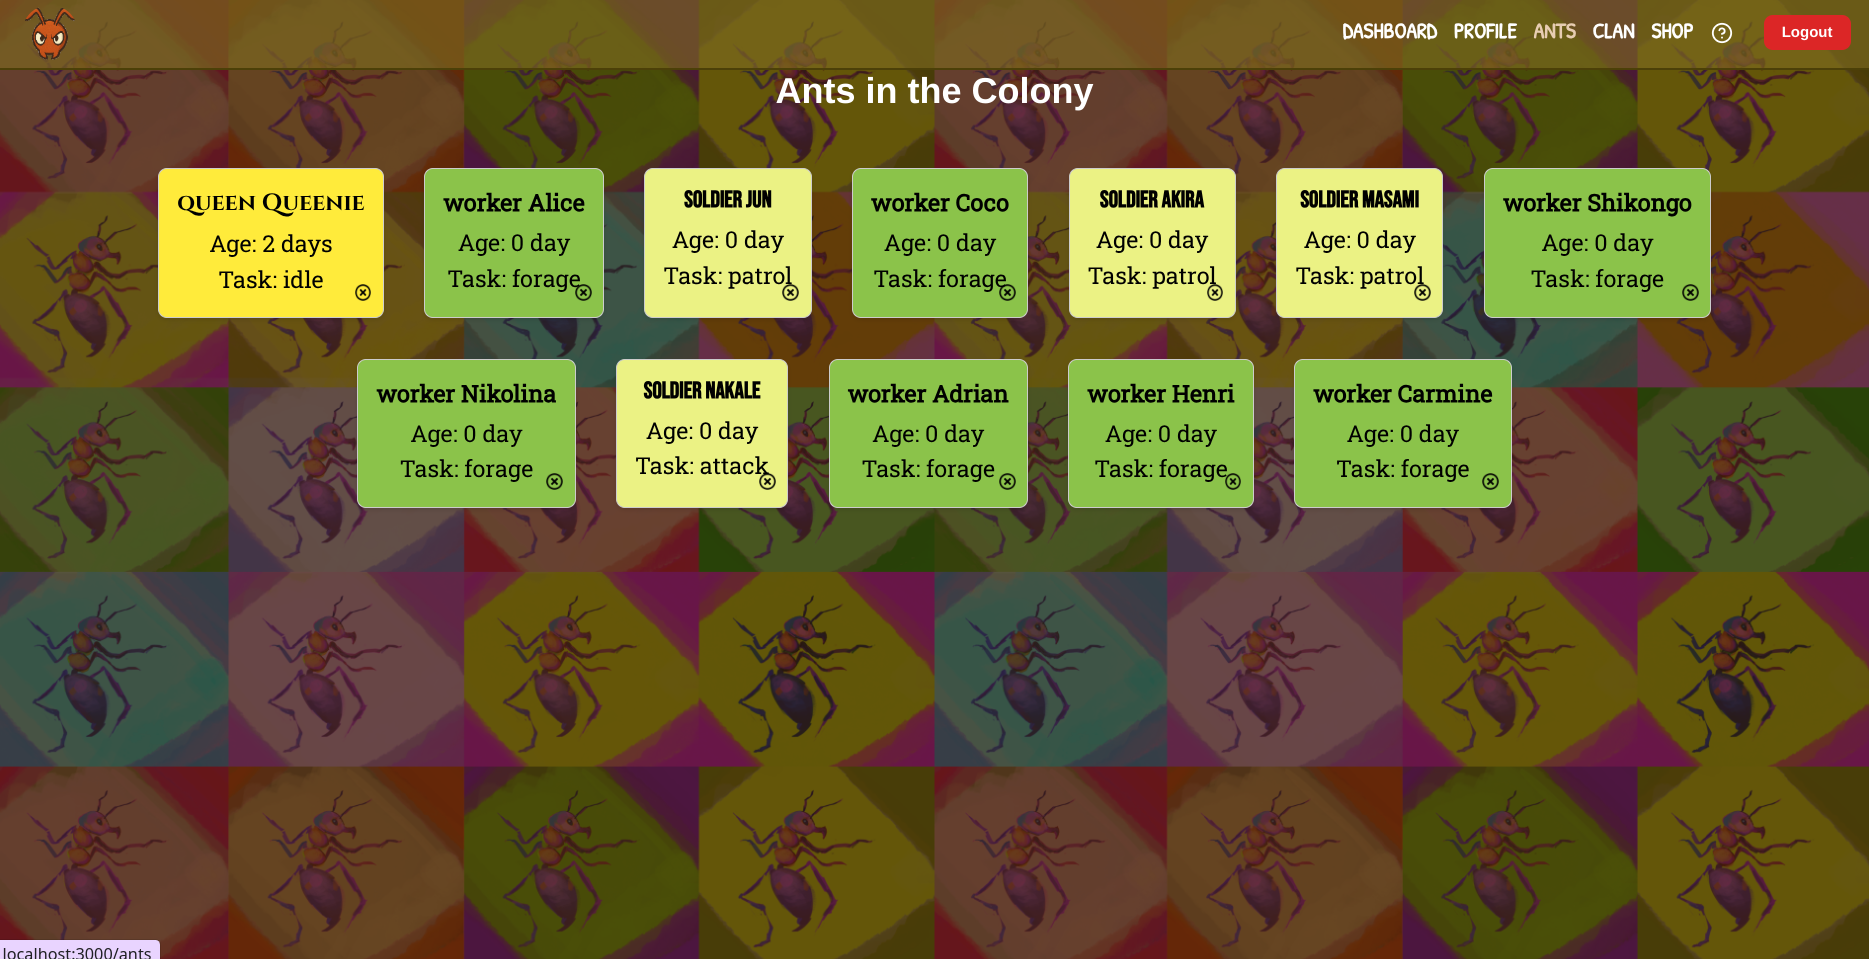 DASHBOARD PROFILE ANTS CLAN SHOP ? Logout
Ants in the Colony
QUEEN QUEENIE
Age: 2 days
Task: idle
worker Alice
Age: 0 day
Task: forage
SOLDIER JUN
Age: 0 day
Task: patrol
worker Coco
Age: 0 day
Task: forage
SOLDIER AKIRA
Age: 0 day
Task: patrol
SOLDIER MASAMI
Age: 0 day
Task: patrol
worker Shikongo
Age: 0 day
Task: forage
worker Nikolina
Age: 0 day
Task: forage
SOLDIER NAKALE
Age: 0 day
Task: attack
worker Adrian
Age: 0 day
Task: forage
worker Henri
Age: 0 day
Task: forage
worker Carmine
Age: 0 day
Task: forage
localhost:3000/ants